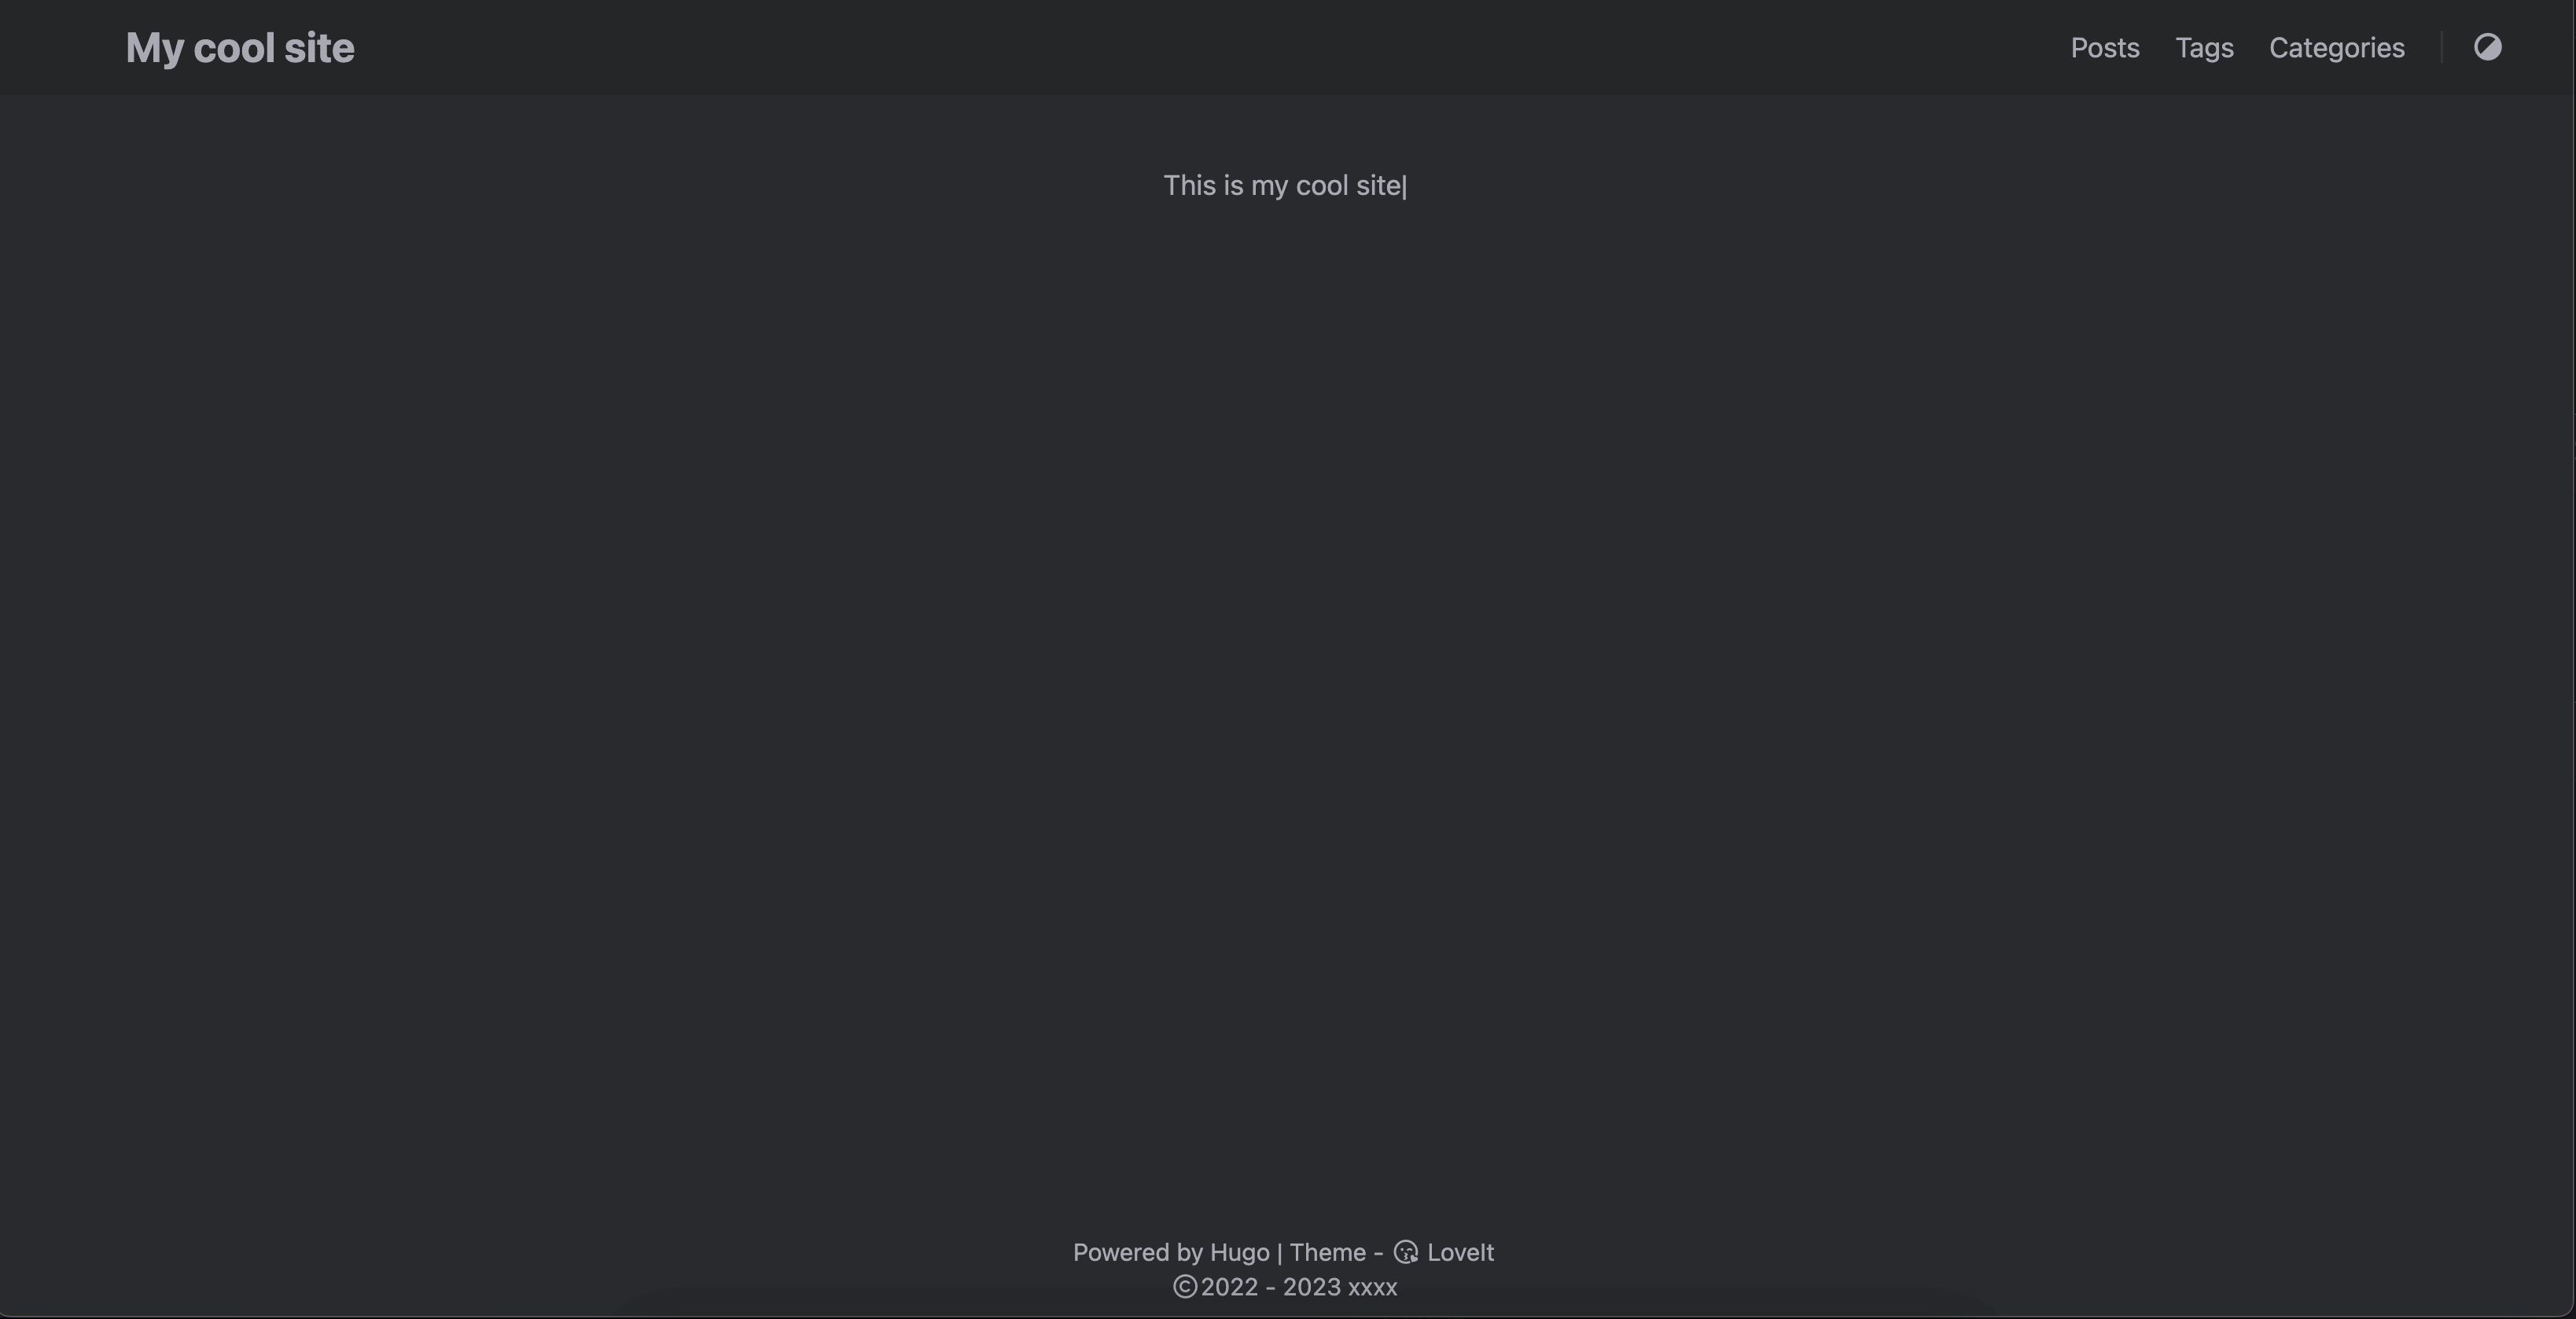 My cool site
Posts Tags Categories
This is my cool site|
Powered by Hugo | Theme - LoveIt
©2022 - 2023 xxxx